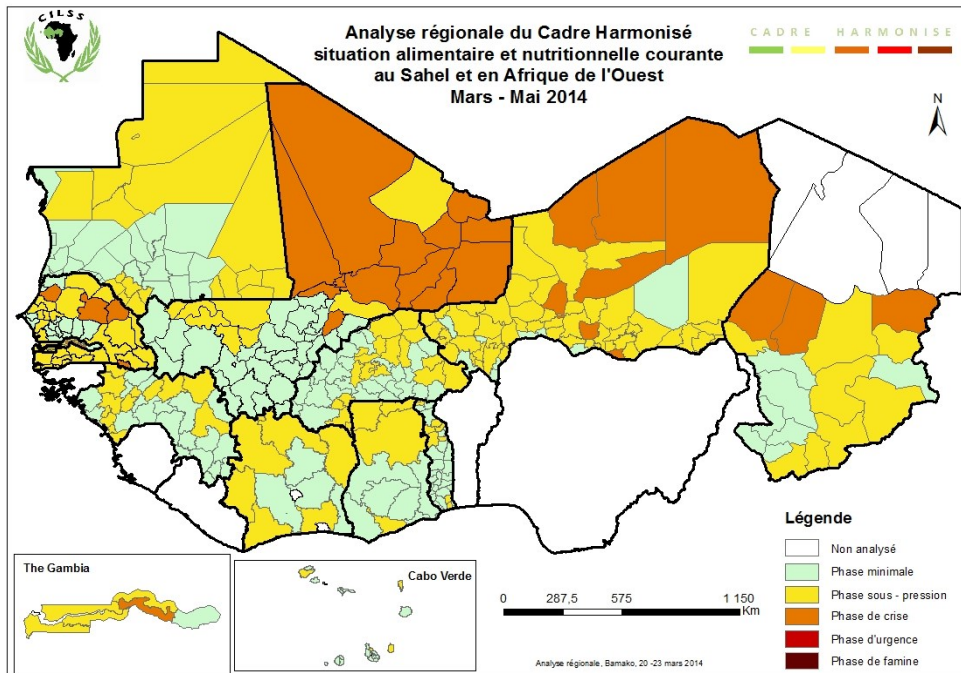 CILSS
Analyse régionale du Cadre Harmonisé
situation alimentaire et nutritionnelle courante
au Sahel et en Afrique de l'Ouest
Mars - Mai 2014
CADRE HARMONISE
N
Légende
Non analysé
Phase minimale
Phase sous - pression
Phase de crise
Phase d'urgence
Phase de famine
The Gambia
Cabo Verde
0 287,5 575 1 150
Km
Analyse régionale, Bamako, 20 -23 mars 2014